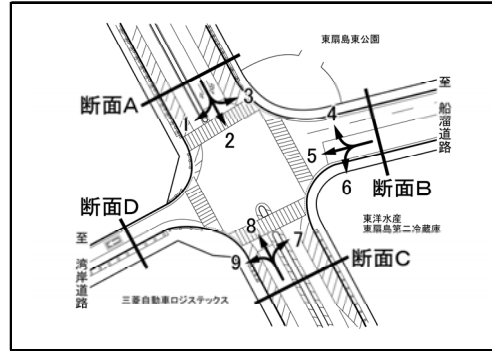 東扇島東公園
断面A
至 船溜道路
3
1
2
4
5
6
断面B
断面D
東洋水産
東扇島第二冷蔵庫
7
8
9
断面C
至 湾岸道路
三菱自動車ロジステックス